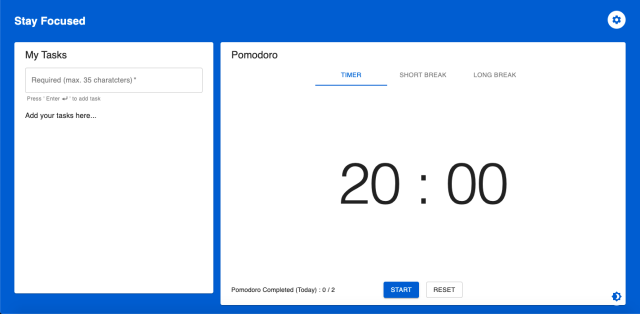 Stay Focused
My Tasks
Required (max. 35 charatcters) *
Press ' Enter ↵ ' to add task
Add your tasks here...
Pomodoro
TIMER
SHORT BREAK
LONG BREAK
20 : 00
Pomodoro Completed (Today) : 0 / 2
START
RESET